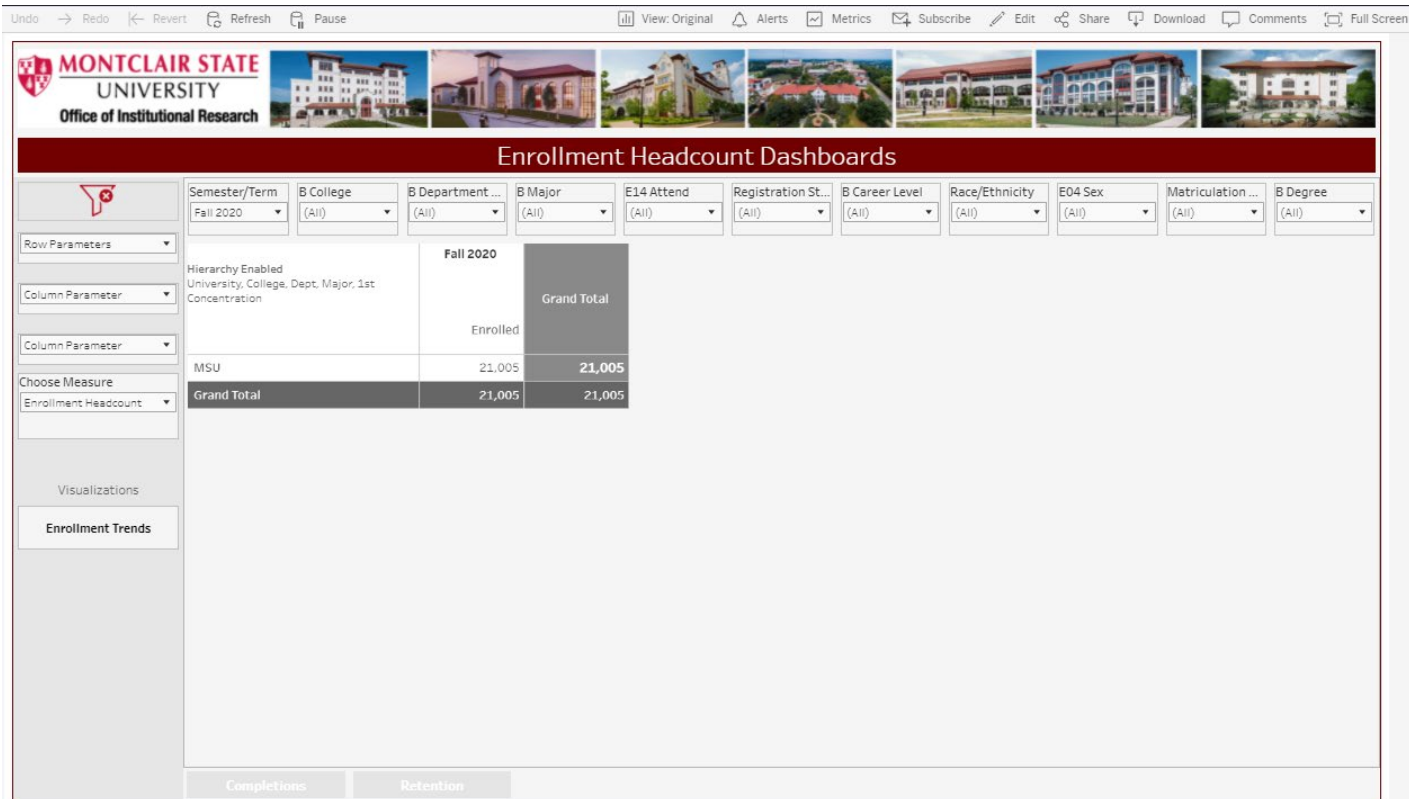 Undo Redo Revert Refresh Pause View: Original Alerts Metrics Subscribe Edit Share Download Comments Full Screen
MONTCLAIR STATE
UNIVERSITY
Office of Institutional Research
Enrollment Headcount Dashboards
Semester/Term B College B Department ... B Major E14 Attend Registration St... B Career Level Race/Ethnicity E04 Sex Matriculation ... B Degree
Fall 2020 (All) (All) (All) (All) (All) (All) (All) (All) (All) (All)
Row Parameters
Column Parameter
Column Parameter
Choose Measure
Enrollment Headcount
Visualizations
Enrollment Trends
Hierarchy Enabled
University, College, Dept, Major, 1st
Concentration
Fall 2020
Enrolled
Grand Total
MSU 21,005 21,005
Grand Total 21,005 21,005
Completions Retention